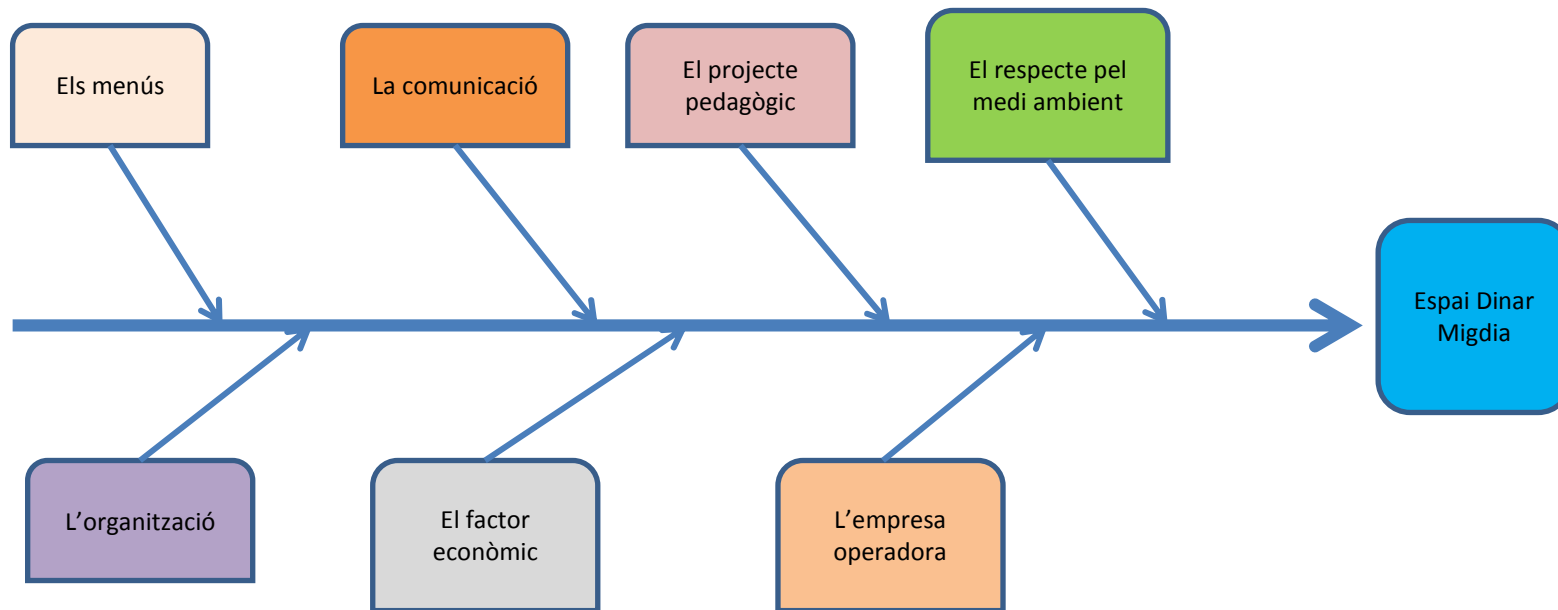 Els menús
La comunicació
El projecte
pedagògic
El respecte pel
medi ambient
Espai Dinar
Migdia
L’organització
El factor
econòmic
L’empresa
operadora